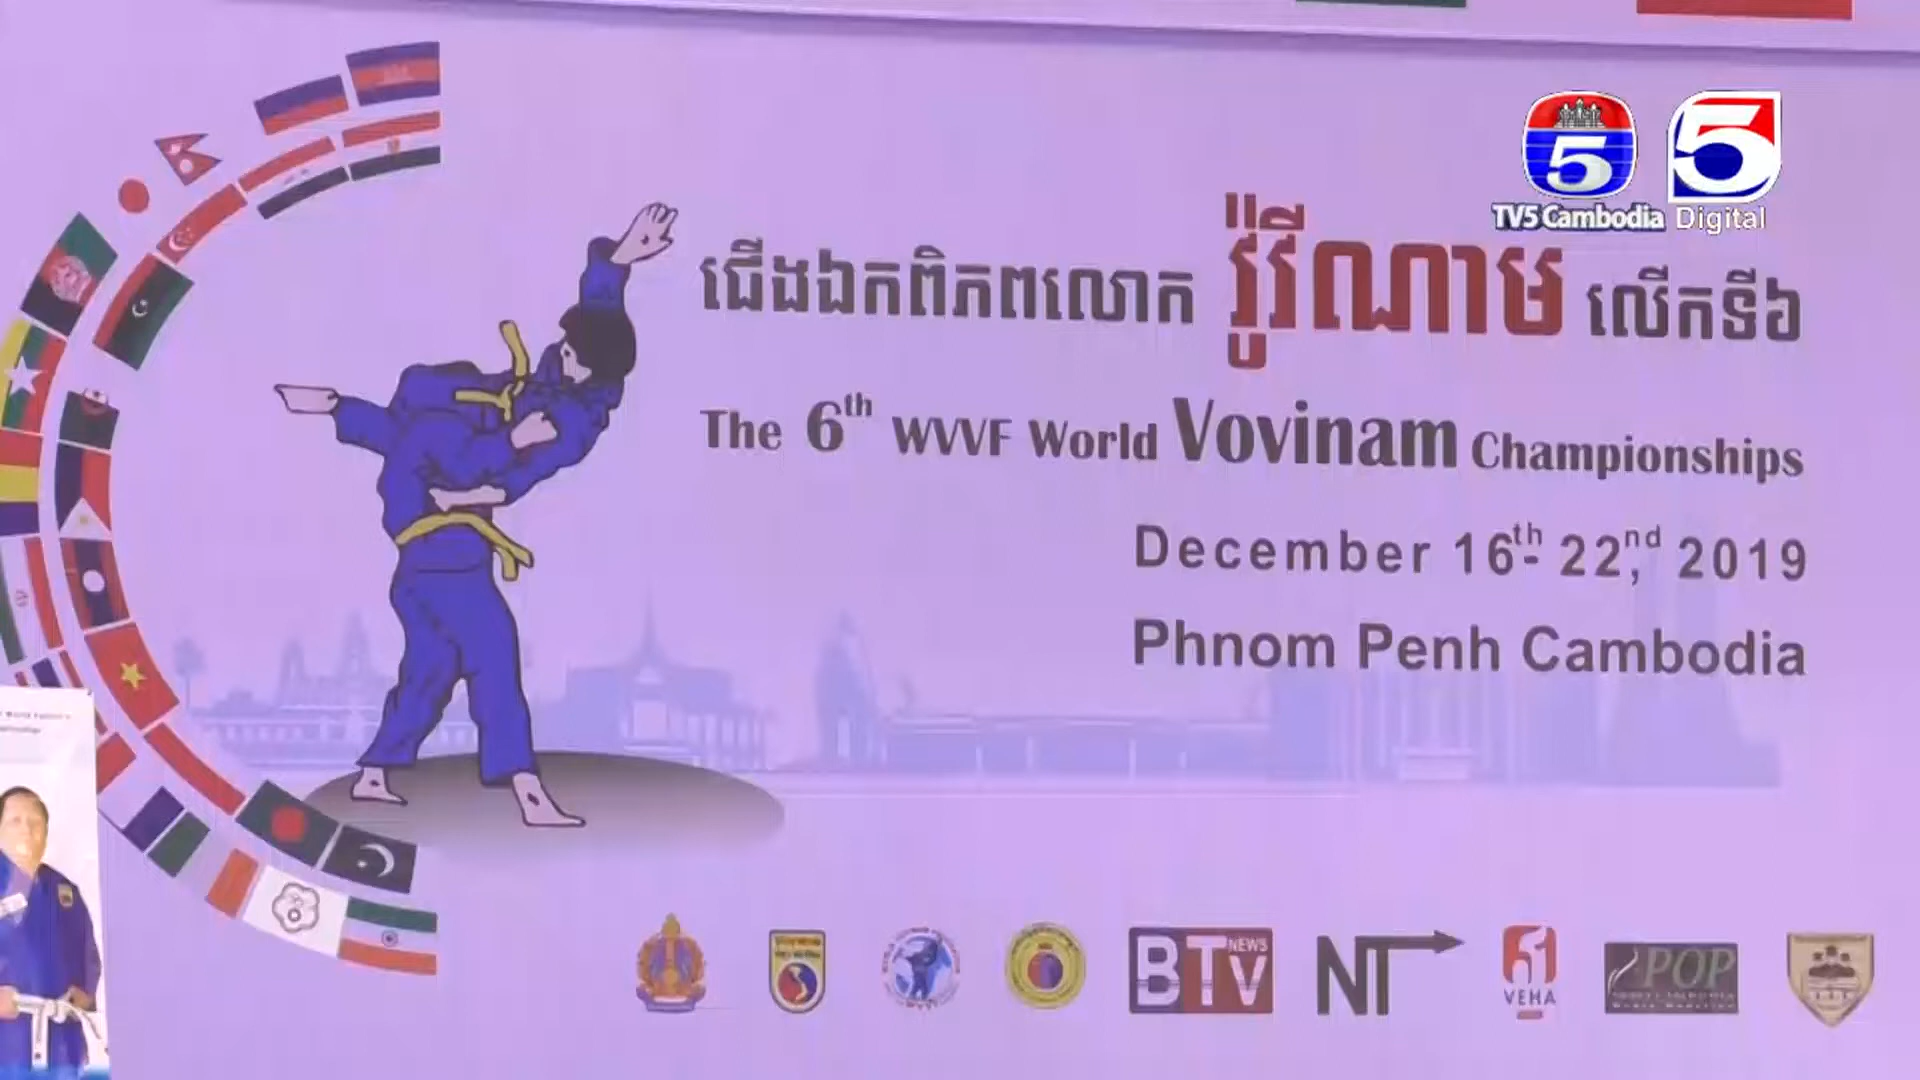 TV5 Cambodia
5 Digital
ជើងឯកពិភពលោក វ៉ូវីណាម លើកទី៦
The 6th WVVF World Vovinam Championships
December 16th- 22nd, 2019
Phnom Penh Cambodia
BTV NEWS
NT
VEHA
POP